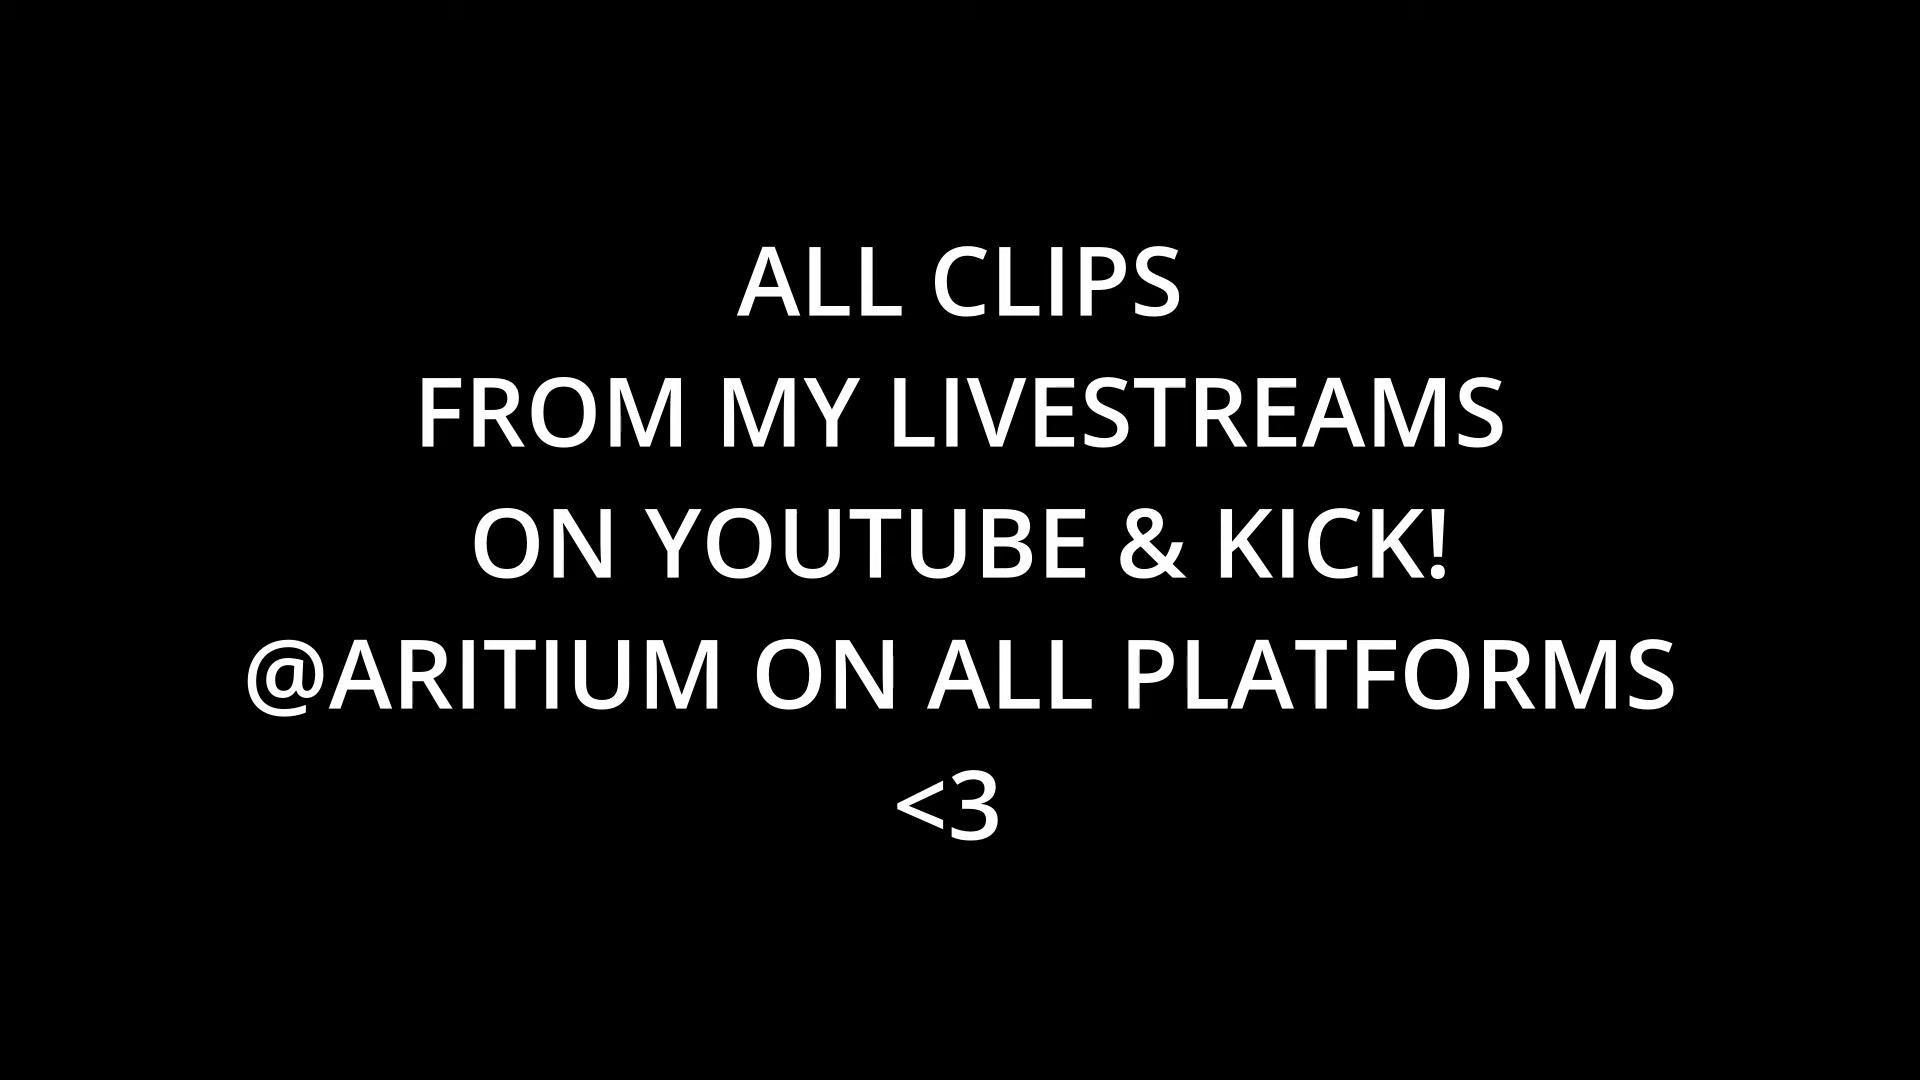 ALL CLIPS
FROM MY LIVESTREAMS
ON YOUTUBE & KICK!
@ARITIUM ON ALL PLATFORMS
<3